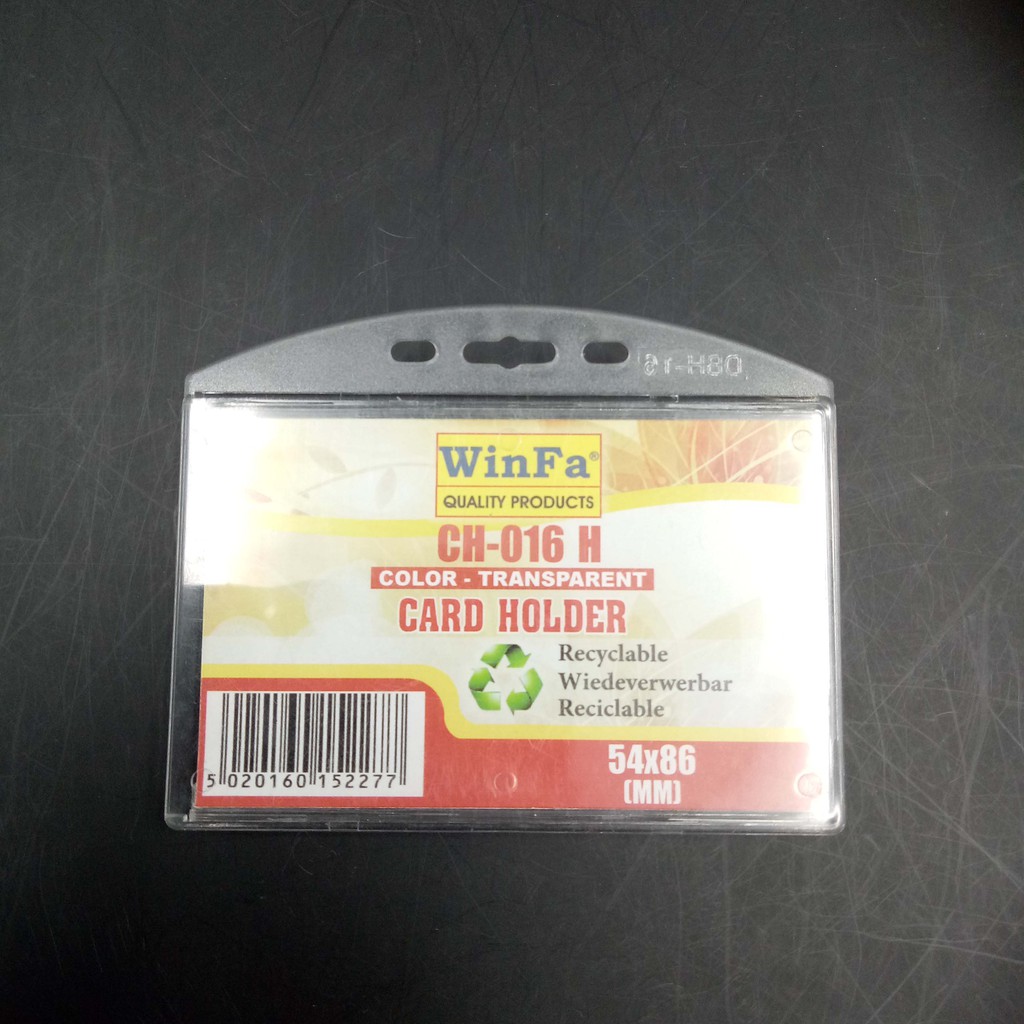 WinFa®
QUALITY PRODUCTS
CH-016 H
COLOR - TRANSPARENT
CARD HOLDER
Recyclable
Wiedeverwerbar
Reciclable
5 020160 152277
54x86
(MM)